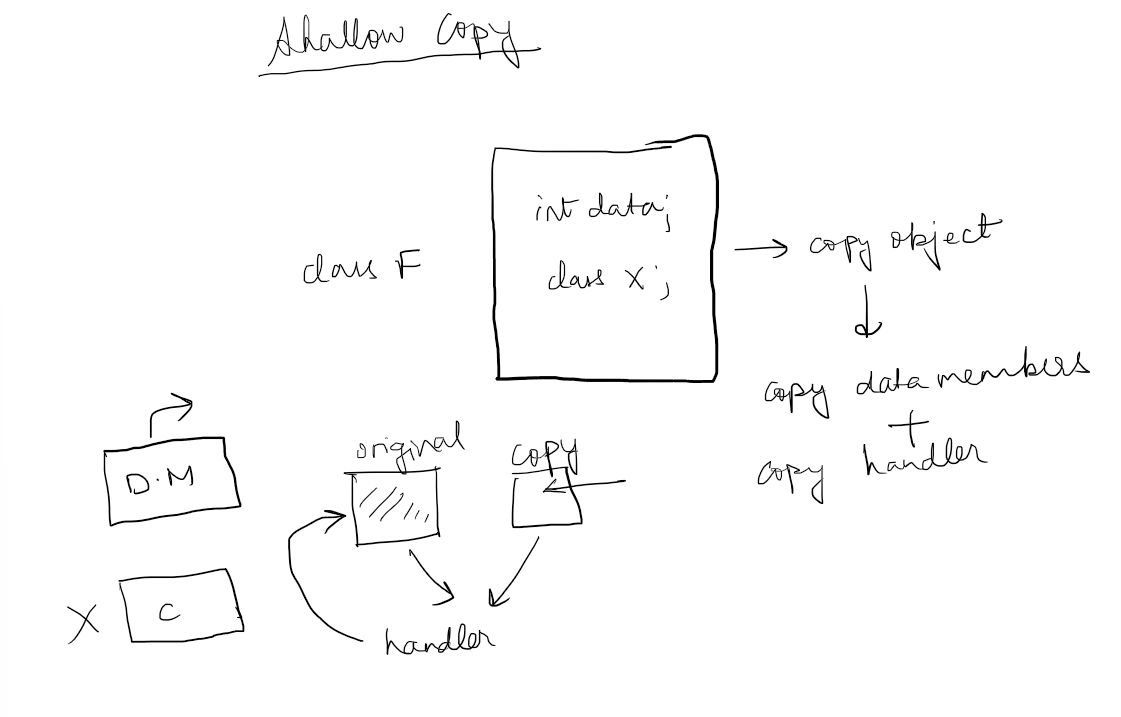 Shallow Copy
int data;
class F
class X;
copy object
copy data members
+
copy handler
D.M
original
copy
X
C
handler